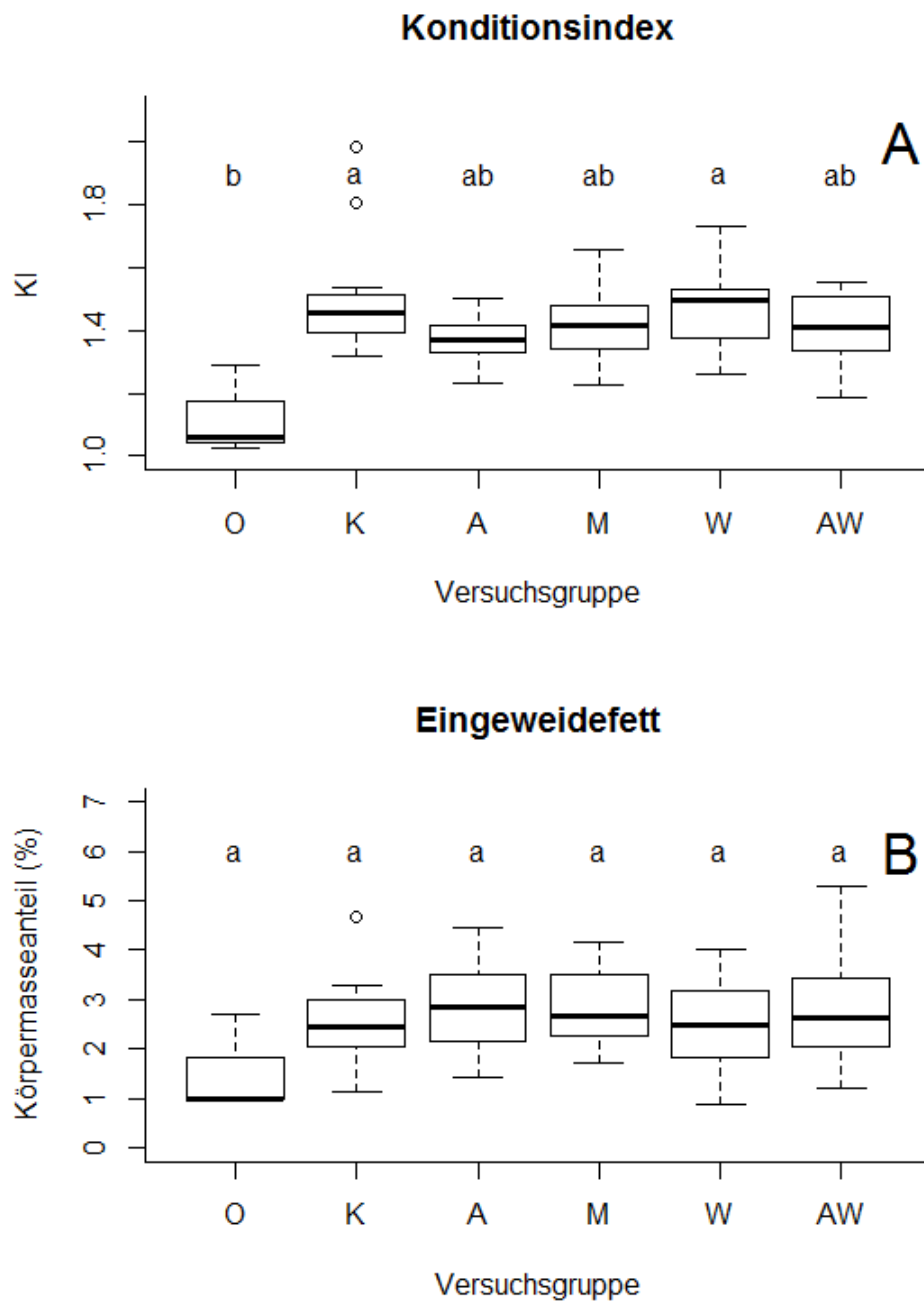 Konditionsindex
A
b a ab ab a ab
1.8
1.4
1.0
KI
O K A M W AW
Versuchsgruppe
Eingeweidefett
B
a a a a a a
7
6
5
4
3
2
1
0
Körpermasseanteil (%)
O K A M W AW
Versuchsgruppe